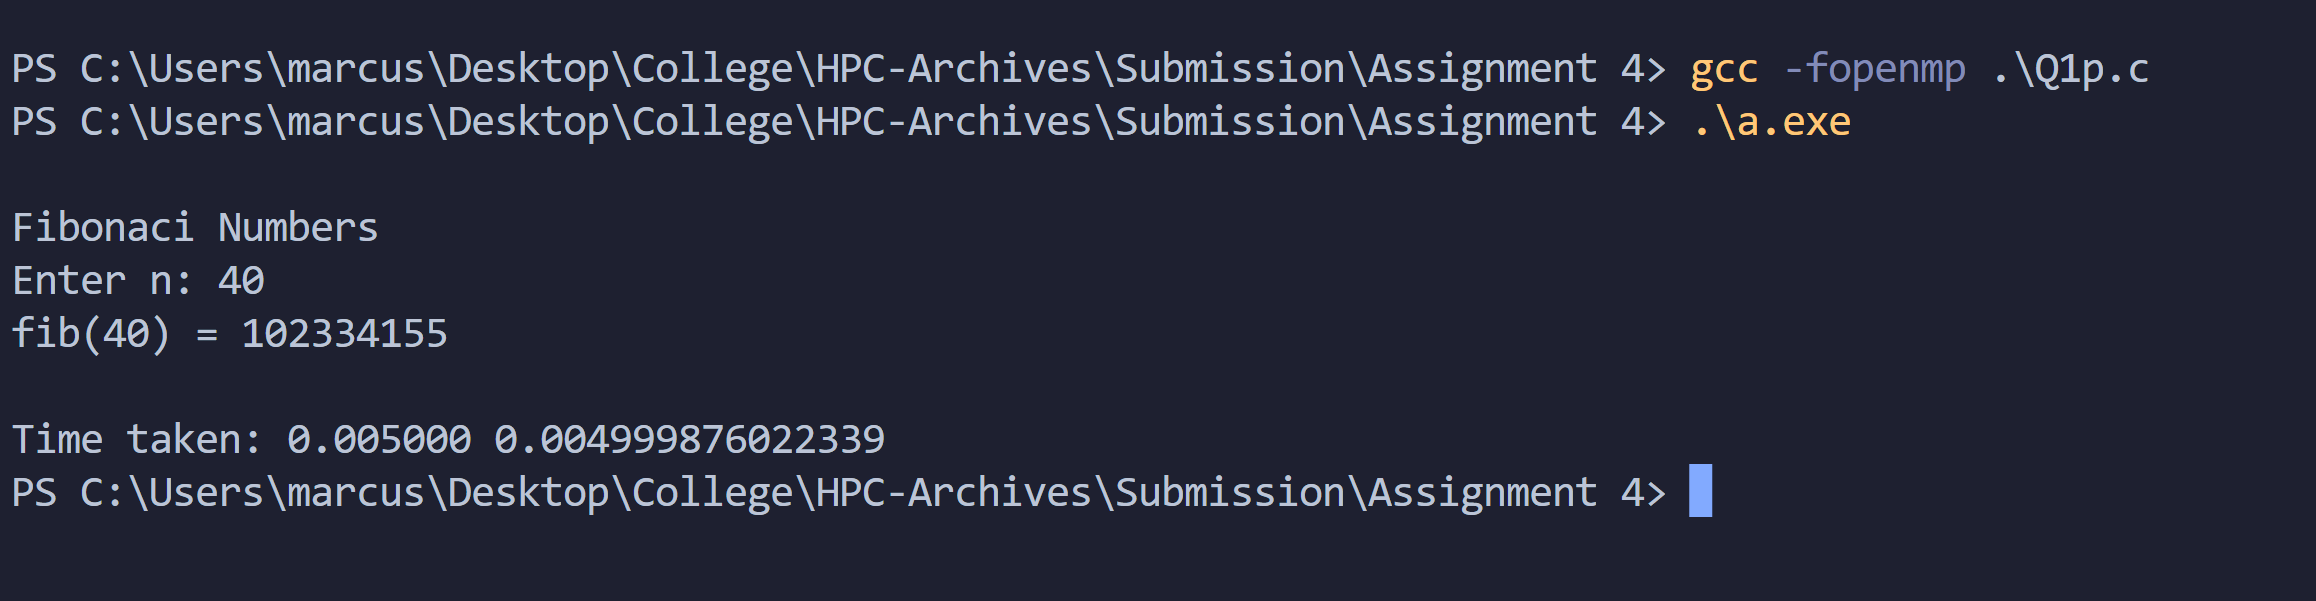 PS C:\Users\marcus\Desktop\College\HPC-Archives\Submission\Assignment 4> gcc -fopenmp .\Q1p.c
PS C:\Users\marcus\Desktop\College\HPC-Archives\Submission\Assignment 4> .\a.exe
Fibonaci Numbers
Enter n: 40
fib(40) = 102334155
Time taken: 0.005000 0.004999876022339
PS C:\Users\marcus\Desktop\College\HPC-Archives\Submission\Assignment 4>